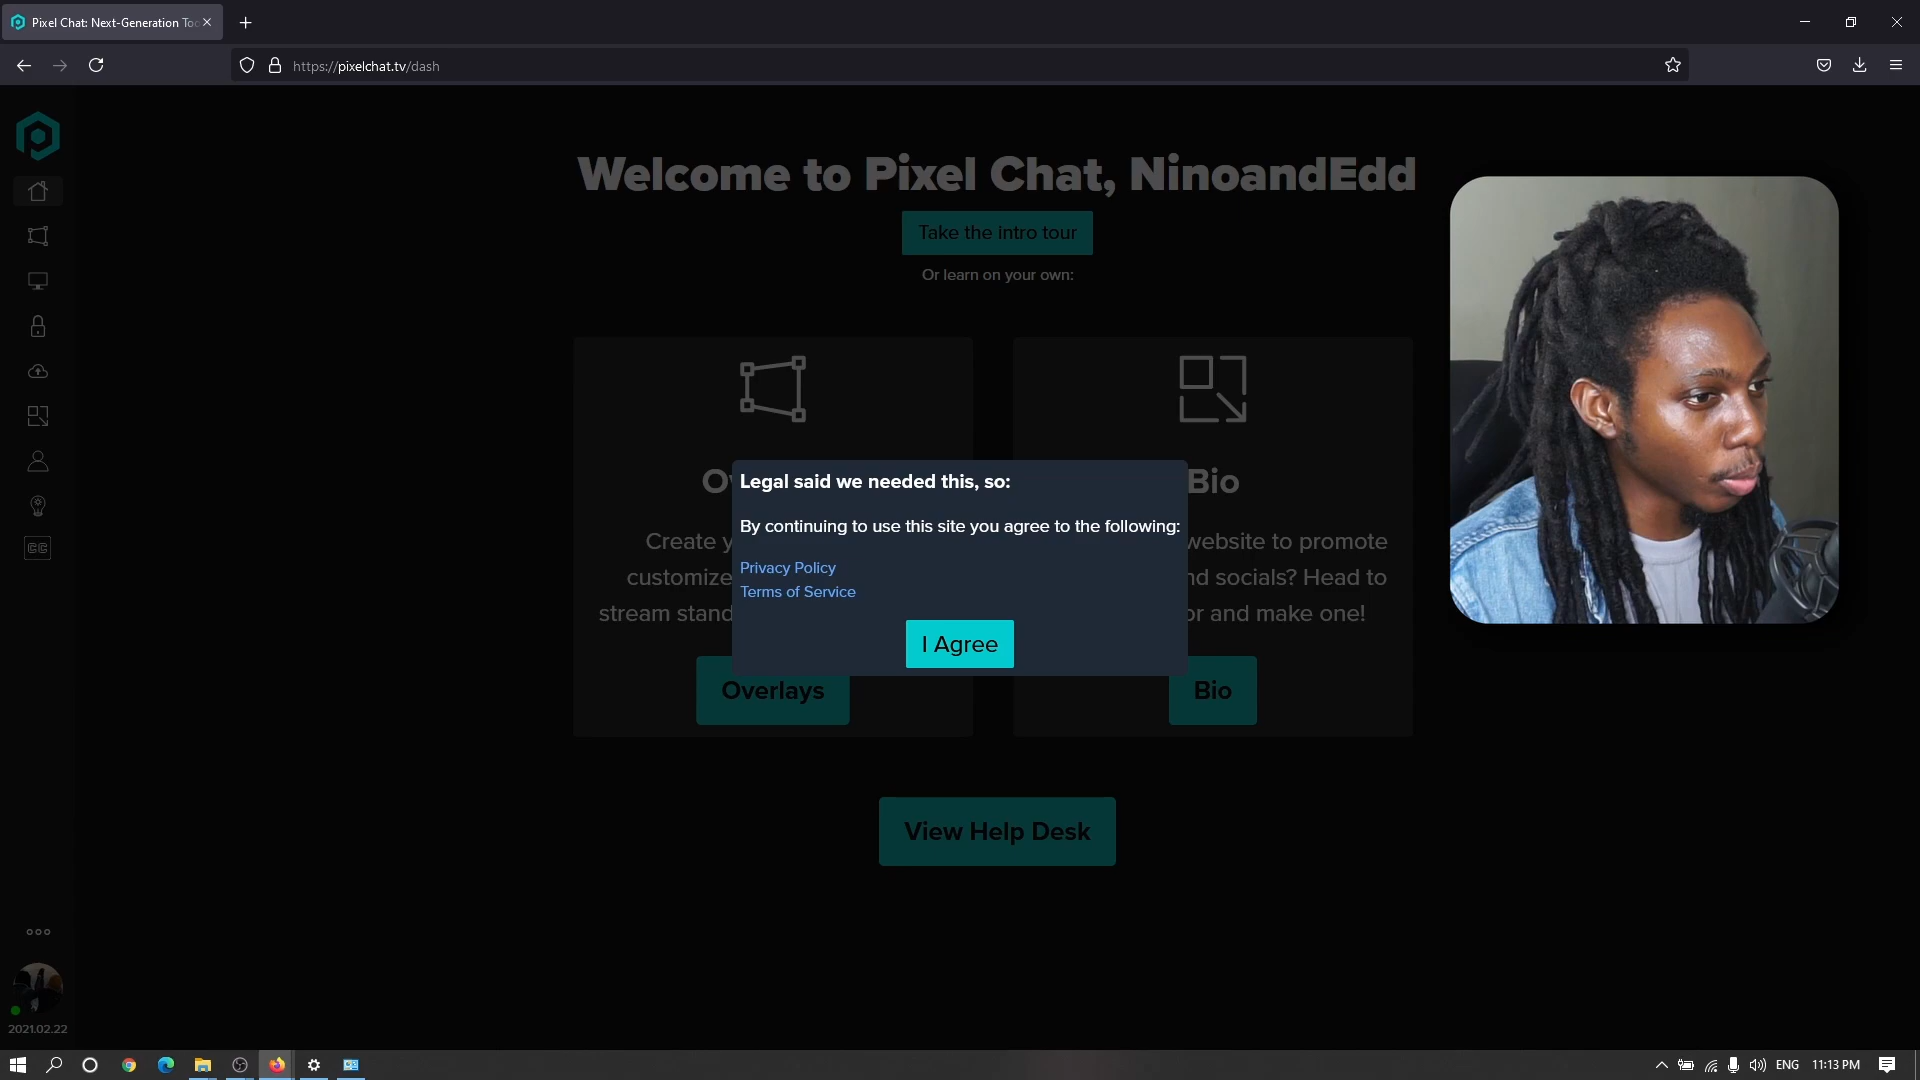 Pixel Chat: Next-Generation Too
https://pixelchat.tv/dash
Welcome to Pixel Chat, NinoandEdd
Take the intro tour
Or learn on your own:
Bio
Legal said we needed this, so:
By continuing to use this site you agree to the following:
Privacy Policy
Terms of Service
I Agree
Create
website to promote
customize
socials? Head to
stream stand
and make one!
Overlays
Bio
View Help Desk
CC
2021.02.22
ENG
11:13 PM